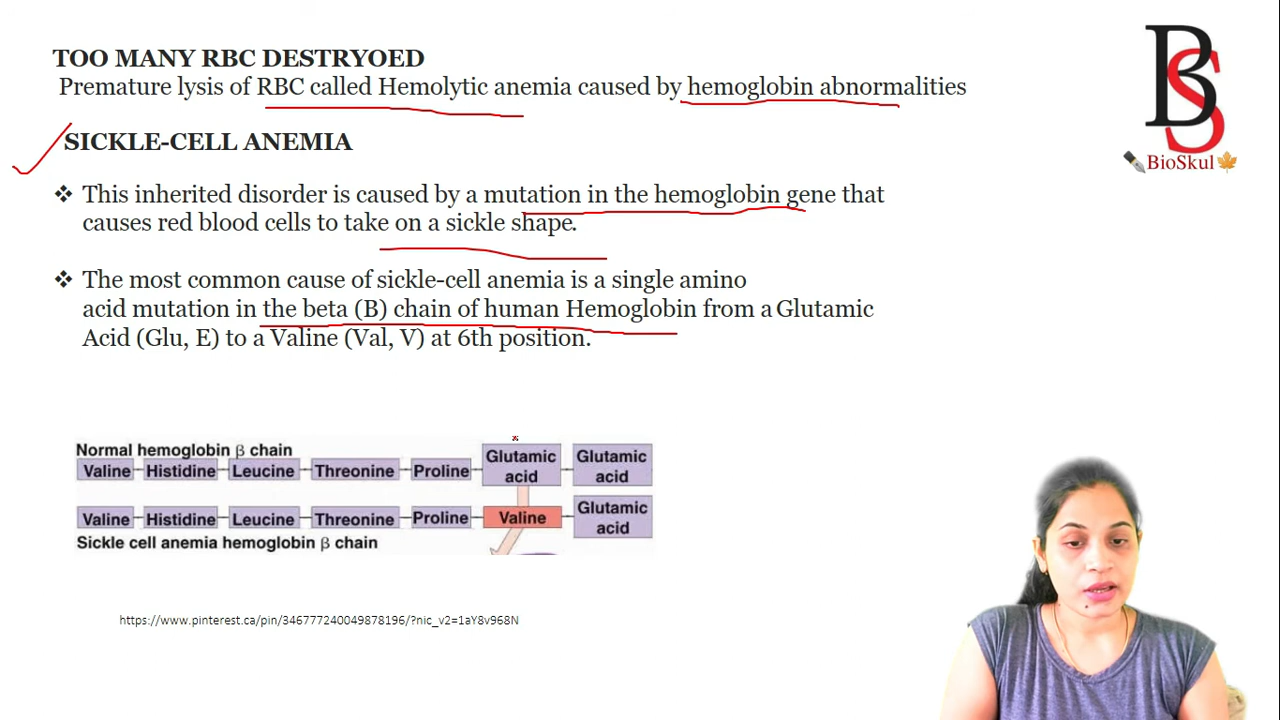 TOO MANY RBC DESTRYOED
Premature lysis of RBC called Hemolytic anemia caused by hemoglobin abnormalities
SICKLE-CELL ANEMIA
❖ This inherited disorder is caused by a mutation in the hemoglobin gene that
causes red blood cells to take on a sickle shape.
❖ The most common cause of sickle-cell anemia is a single amino
acid mutation in the beta (B) chain of human Hemoglobin from a Glutamic
Acid (Glu, E) to a Valine (Val, V) at 6th position.
Normal hemoglobin β chain
Valine Histidine Leucine Threonine Proline Glutamic acid Glutamic acid
Valine Histidine Leucine Threonine Proline Valine Glutamic acid
Sickle cell anemia hemoglobin β chain
https://www.pinterest.ca/pin/346777240049878196/?nic_v2=1aY8v968N
BS
BioSkul